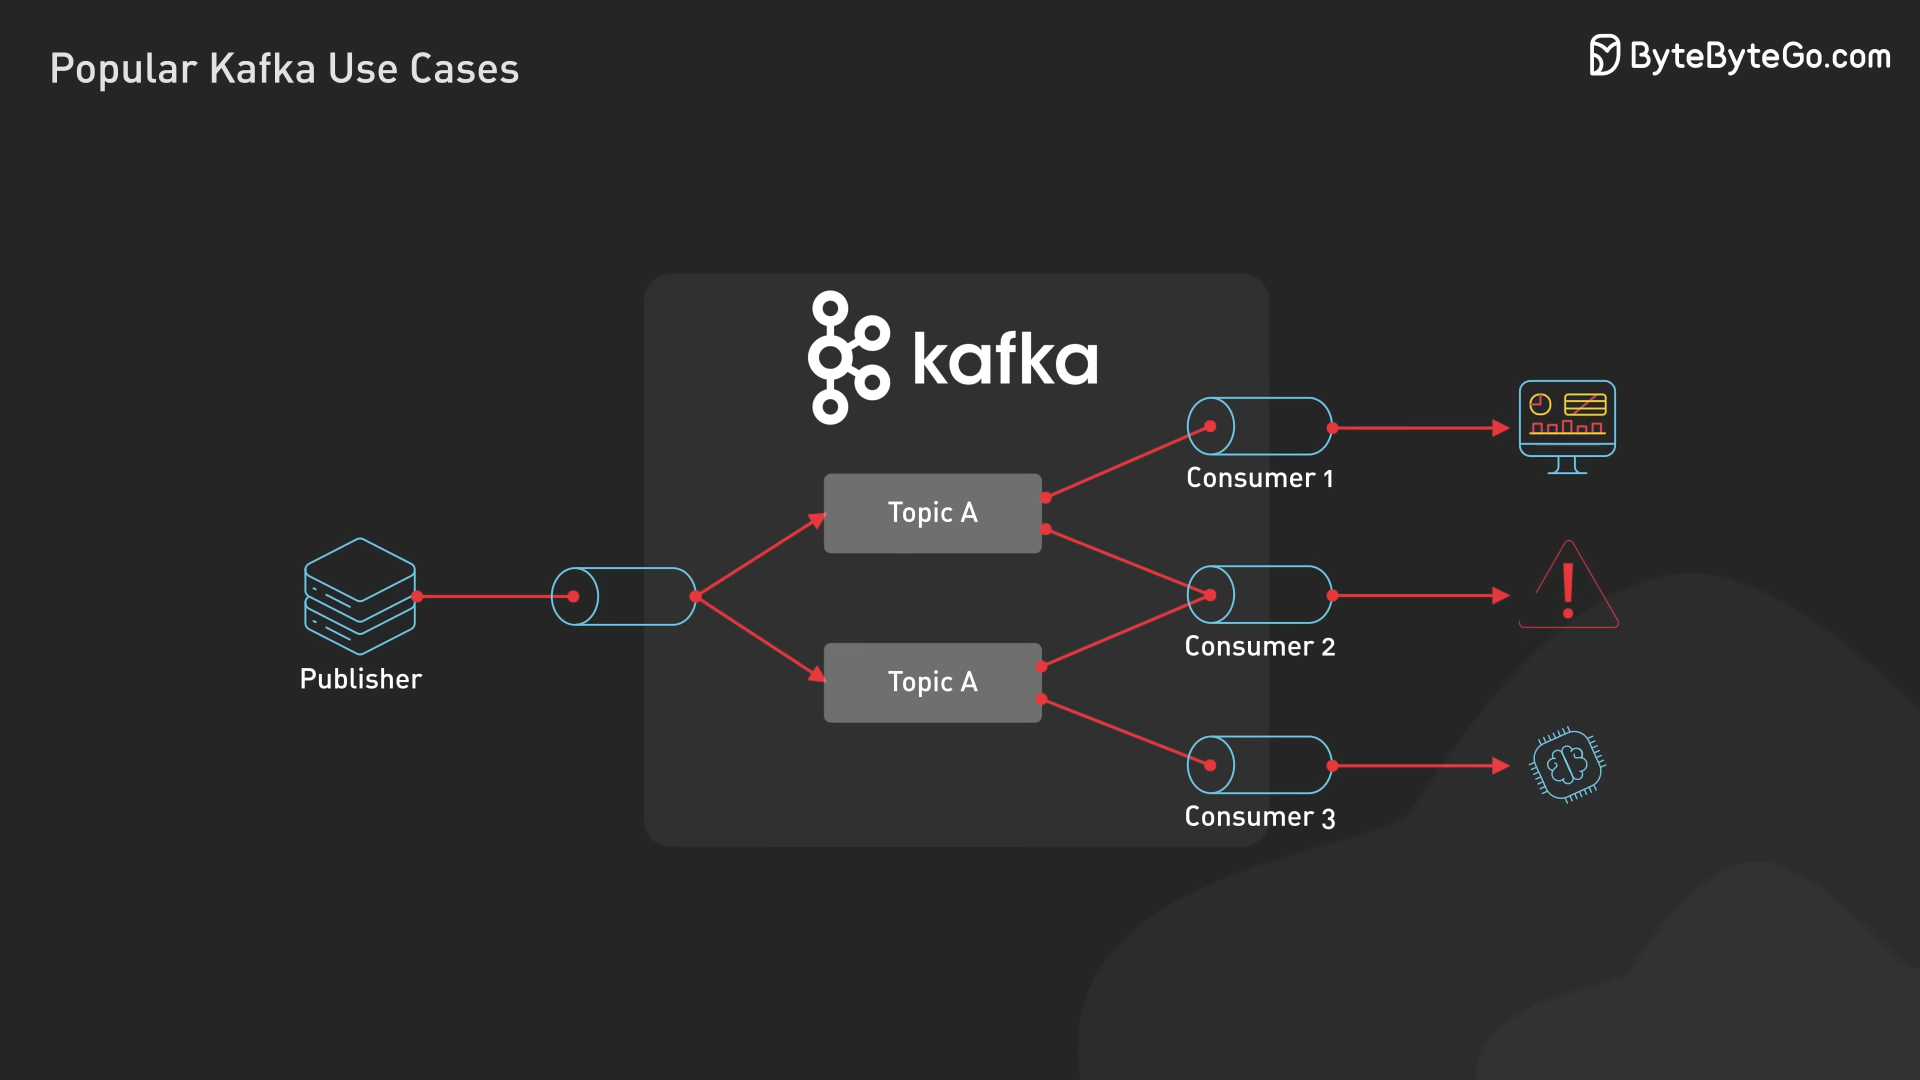 Popular Kafka Use Cases
ByteByteGo.com
kafka
Consumer 1
Topic A
Consumer 2
Publisher
Topic A
Consumer 3